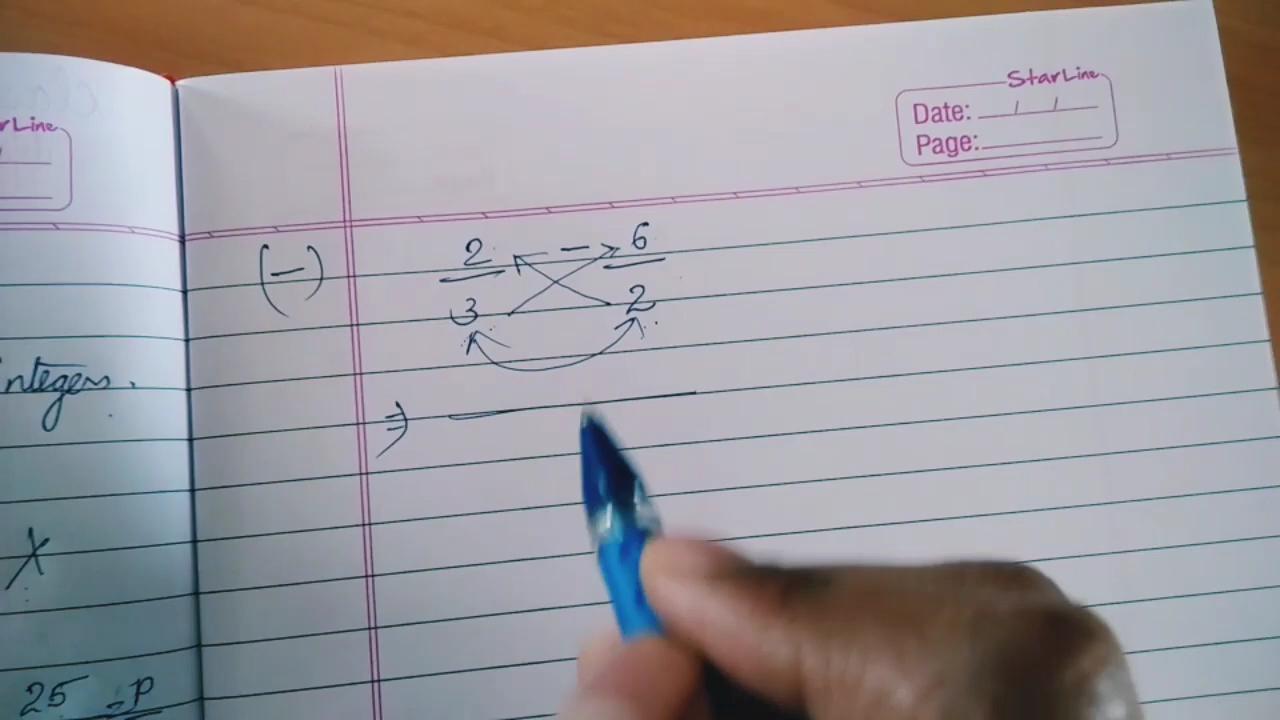 StarLine
rLine
Date: / /
Page:
(-) 2 - 6
3 2
ntegers.
⇒
X
25 = P